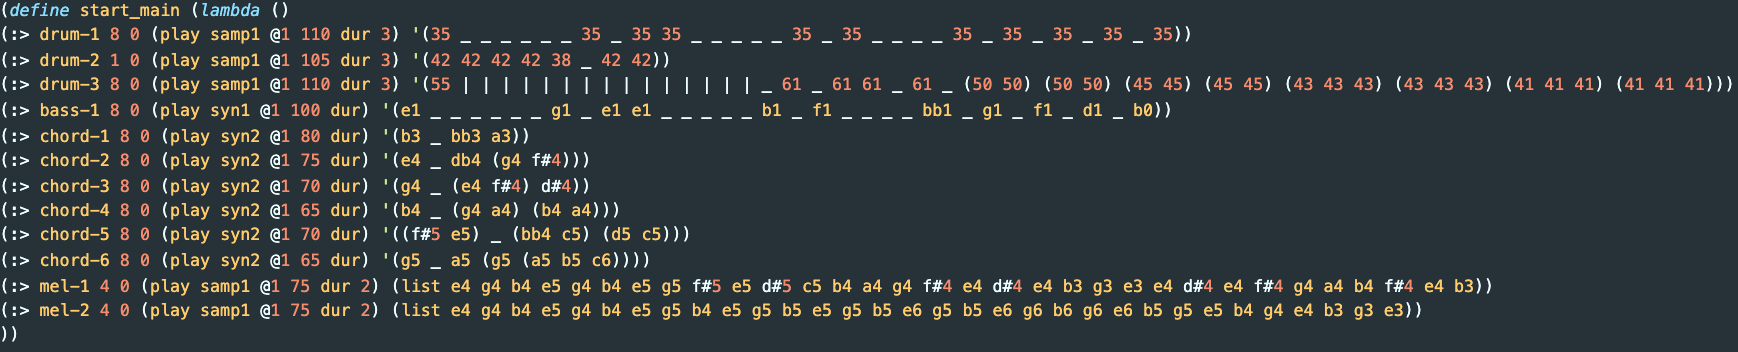 (define start_main (lambda ()
(:> drum-1 8 0 (play samp1 @1 110 dur 3) '(35 _ _ _ _ _ _ 35 _ 35 35 _ _ _ _ _ 35 _ 35 _ _ _ _ 35 _ 35 _ 35 _ 35 _ 35))
(:> drum-2 1 0 (play samp1 @1 105 dur 3) '(42 42 42 42 38 _ 42 42))
(:> drum-3 8 0 (play samp1 @1 110 dur 3) '(55 | | | | | | | | | | | | | | | _ 61 _ 61 61 _ 61 _ (50 50) (50 50) (45 45) (45 45) (43 43 43) (43 43 43) (41 41 41) (41 41 41)))
(:> bass-1 8 0 (play syn1 @1 100 dur) '(e1 _ _ _ _ _ _ g1 _ e1 e1 _ _ _ _ _ b1 _ f1 _ _ _ _ bb1 _ g1 _ f1 _ d1 _ b0))
(:> chord-1 8 0 (play syn2 @1 80 dur) '(b3 _ bb3 a3))
(:> chord-2 8 0 (play syn2 @1 75 dur) '(e4 _ db4 (g4 f#4)))
(:> chord-3 8 0 (play syn2 @1 70 dur) '(g4 _ (e4 f#4) d#4))
(:> chord-4 8 0 (play syn2 @1 65 dur) '(b4 _ (g4 a4) (b4 a4)))
(:> chord-5 8 0 (play syn2 @1 70 dur) '((f#5 e5) _ (bb4 c5) (d5 c5)))
(:> chord-6 8 0 (play syn2 @1 65 dur) '(g5 _ a5 (g5 (a5 b5 c6))))
(:> mel-1 4 0 (play samp1 @1 75 dur 2) (list e4 g4 b4 e5 g4 b4 e5 g5 f#5 e5 d#5 c5 b4 a4 g4 f#4 e4 d#4 e4 b3 g3 e3 e4 d#4 e4 f#4 g4 a4 b4 f#4 e4 b3))
(:> mel-2 4 0 (play samp1 @1 75 dur 2) (list e4 g4 b4 e5 g4 b4 e5 g5 b4 e5 g5 b5 e5 g5 b5 e6 g5 b5 e6 g6 b6 g6 e6 b5 g5 e5 b4 g4 e4 b3 g3 e3))
))